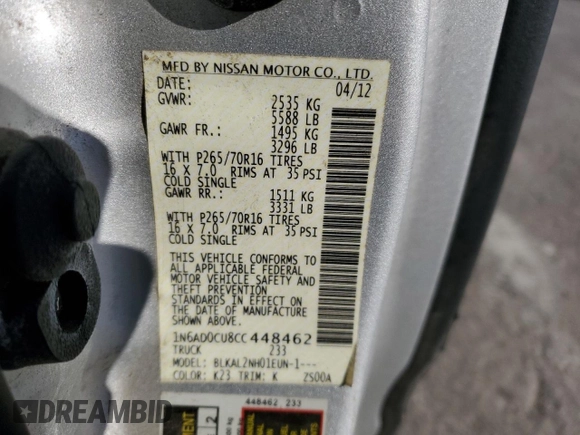 MFD BY NISSAN MOTOR CO., LTD.
DATE: 04/12
GVWR: 2535 KG
5588 LB
GAWR FR.: 1495 KG
3296 LB
WITH P265/70R16 TIRES
16 X 7.0 RIMS AT 35 PSI
COLD SINGLE
GAWR RR.: 1511 KG
3331 LB
WITH P265/70R16 TIRES
16 X 7.0 RIMS AT 35 PSI
COLD SINGLE
THIS VEHICLE CONFORMS TO
ALL APPLICABLE FEDERAL
MOTOR VEHICLE SAFETY AND
AND THEFT PREVENTION
STANDARDS IN EFFECT ON
THE DATE OF MANUFACTURE
SHOWN ABOVE.
1N6AD0CU8CC448462
TRUCK 233
MODEL: BLKAL2NH01EUN-1---
COLOR: K23 TRIM: K 2S00A
448462 233
RAMDBID